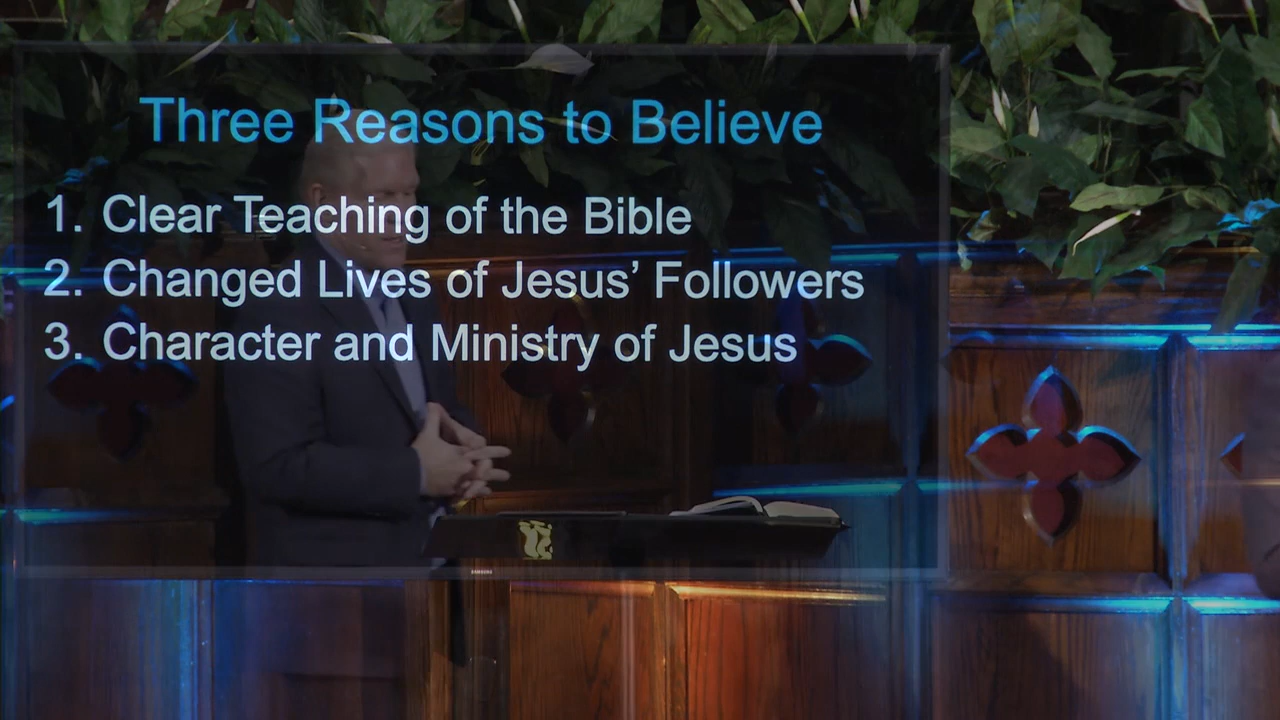 Three Reasons to Believe
1. Clear Teaching of the Bible
2. Changed Lives of Jesus’ Followers
3. Character and Ministry of Jesus
SAMSUNG